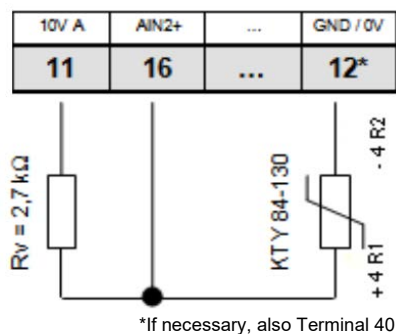 10V A AIN2+ ... GND / 0V
11 16 ... 12*
Rv = 2,7 kΩ
KTY 84-130
- 4 R2
+ 4 R1
*If necessary, also Terminal 40